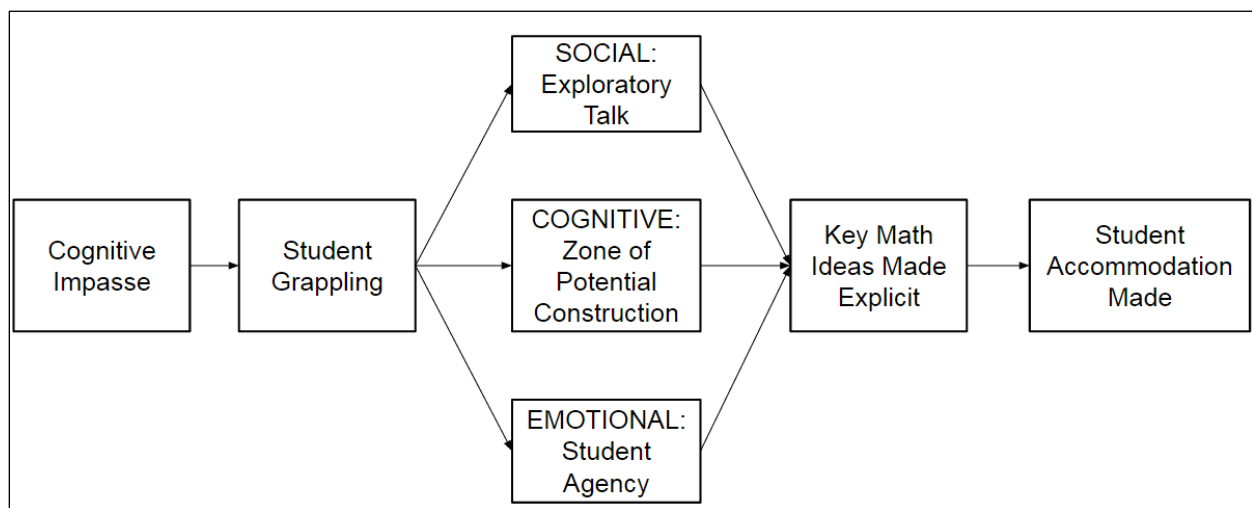 Cognitive
Impasse
Student
Grappling
SOCIAL:
Exploratory
Talk
COGNITIVE:
Zone of
Potential
Construction
EMOTIONAL:
Student
Agency
Key Math
Ideas Made
Explicit
Student
Accommodation
Made